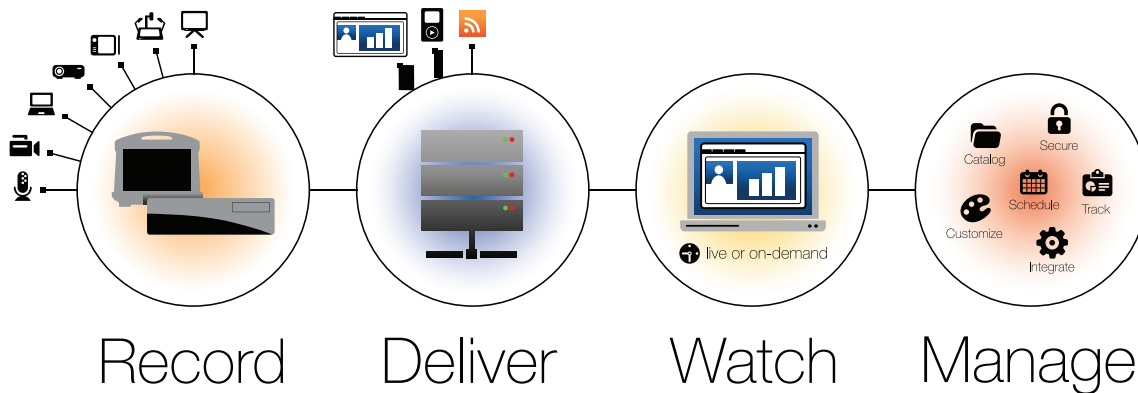 Catalog
Secure
Schedule
Track
Customize
Integrate
live or on-demand
Record
Deliver
Watch
Manage